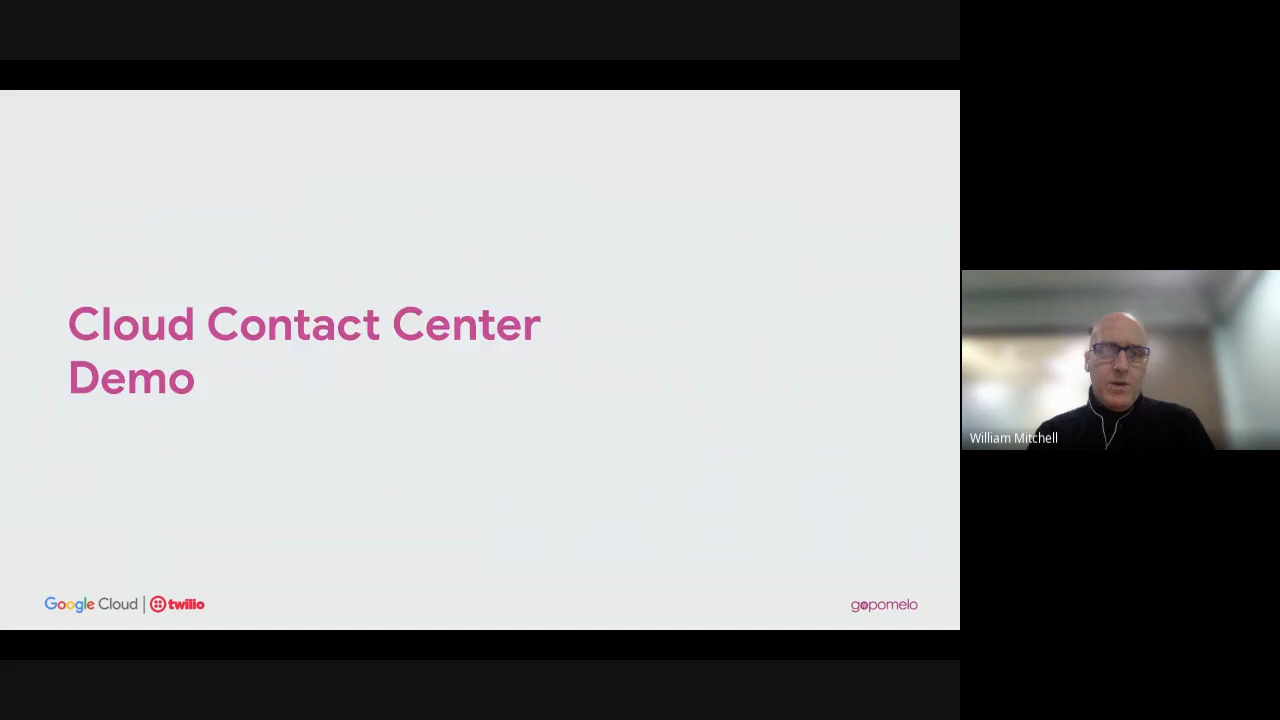 Cloud Contact Center
Demo
William Mitchell
Google Cloud | twilio
gopomelo